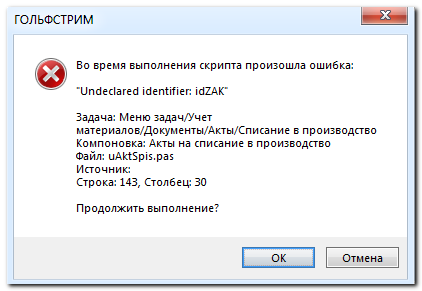 ГОЛЬФСТРИМ
Во время выполнения скрипта произошла ошибка:
"Undeclared identifier: idZAK"
Задача: Меню задач/Учет
материалов/Документы/Акты/Списание в производство
Компоновка: Акты на списание в производство
Файл: uAktSpis.pas
Источник:
Строка: 143, Столбец: 30
Продолжить выполнение?
ОК
Отмена